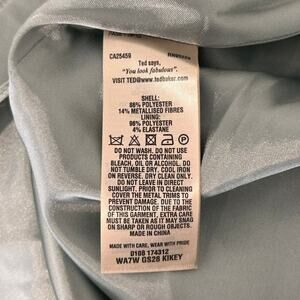 CA25459
Ted says,
"You look fabulous".
VISIT TED@www.tedbaker.com
SHELL:
86% POLYESTER
14% METALLISED FIBRES
LINING:
96% POLYESTER
4% ELASTANE
DO NOT WASH. DO NOT USE
PRODUCTS CONTAINING
BLEACH, OIL OR ALCOHOL. DO
NOT TUMBLE DRY. COOL IRON
ON REVERSE. DRY CLEAN ONLY.
DO NOT LEAVE IN DIRECT
SUNLIGHT. PRIOR TO CLEANING
COVER THE METAL TRIMS TO
PREVENT DAMAGE. DUE TO
THE CONSTRUCTION OF THE FABRIC
OF THIS GARMENT, EXTRA CARE
MUST BE TAKEN AS IT MAY SNAG
ON SHARP OR ROUGH OBJECTS.
MADE IN CHINA
MADE WITH CARE, WEAR WITH PRIDE
0108 174312
WA7W GS26 KIKEY